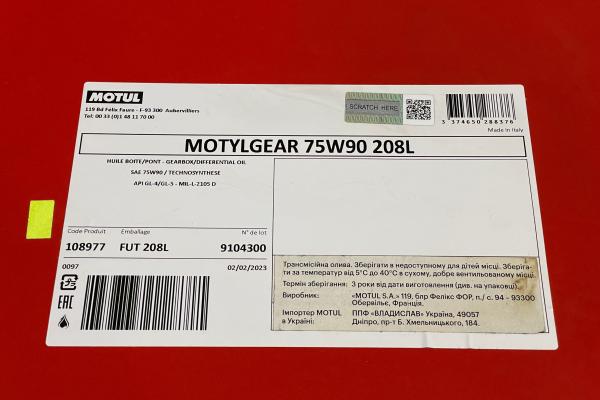 MOTUL
119 Bd Felix Faure - F-93 300 Aubervilliers
Tel: 00 33 (0)1 48 11 70 00
SCRATCH HERE
3 374650 288376
Made in Italy
MOTYLGEAR 75W90 208L
HUILE BOITE/PONT - GEARBOX/DIFFERENTIAL OIL
SAE 75W90 / TECHNOSYNTHESE
API GL-4/GL-5 - MIL-L-2105 D
Code Produit Emballage N° de lot
108977 FUT 208L 9104300
0097 02/02/2023
EAC
Трансмісійна олива. Зберігати в недоступному для дітей місці. Зберіга-
ти за температур від 5°С до 40°С в сухому, добре вентильованому місці.
Термін зберігання: 3 роки від дати виготовлення (див. на упаковці).
Виробник: «MOTUL S.A.» 119, блр Фелікс ФОР, п./ с. 94 - 93300
Обервільє, Франція.
Імпортер MOTUL ППФ «ВЛАДИСЛАВ» Україна, 49057
в Україні: Дніпро, пр-т Б. Хмельницького, 184.